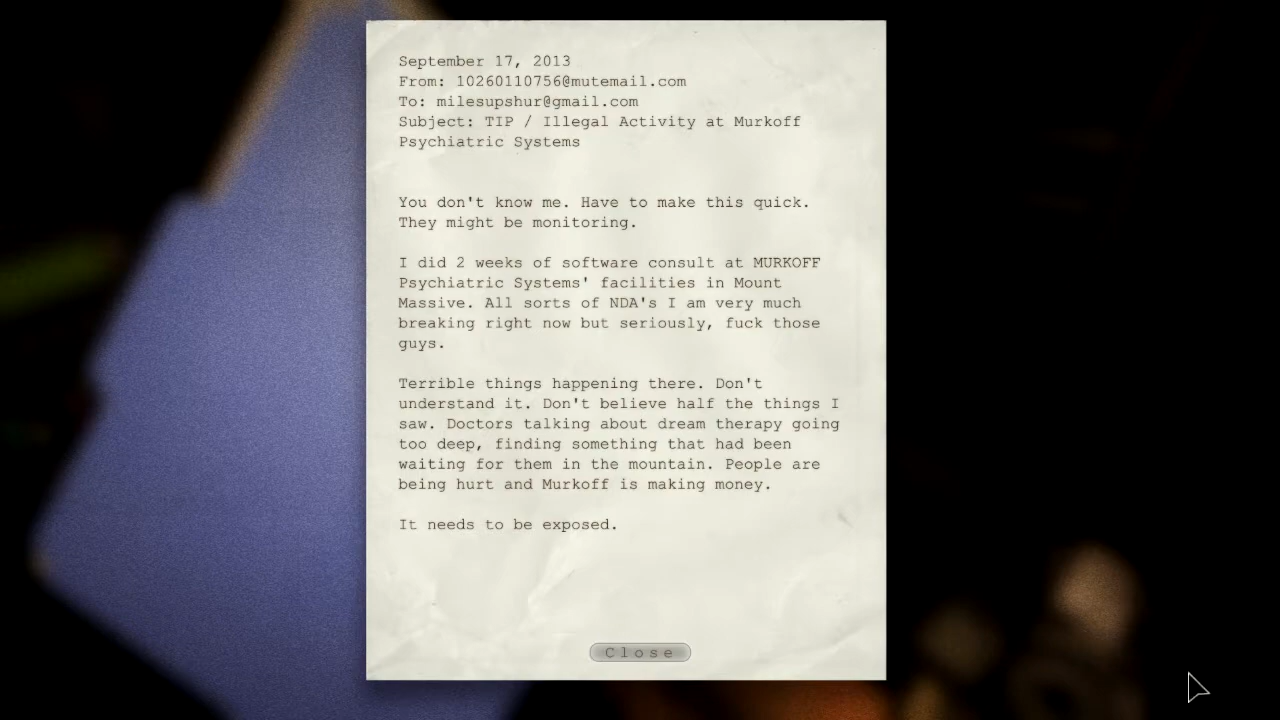 September 17, 2013
From: 10260110756@mutemail.com
To: milesupshur@gmail.com
Subject: TIP / Illegal Activity at Murkoff
Psychiatric Systems
You don't know me. Have to make this quick.
They might be monitoring.
I did 2 weeks of software consult at MURKOFF
Psychiatric Systems' facilities in Mount
Massive. All sorts of NDA's I am very much
breaking right now but seriously, fuck those
guys.
Terrible things happening there. Don't
understand it. Don't believe half the things I
saw. Doctors talking about dream therapy going
too deep, finding something that had been
waiting for them in the mountain. People are
being hurt and Murkoff is making money.
It needs to be exposed.
Close